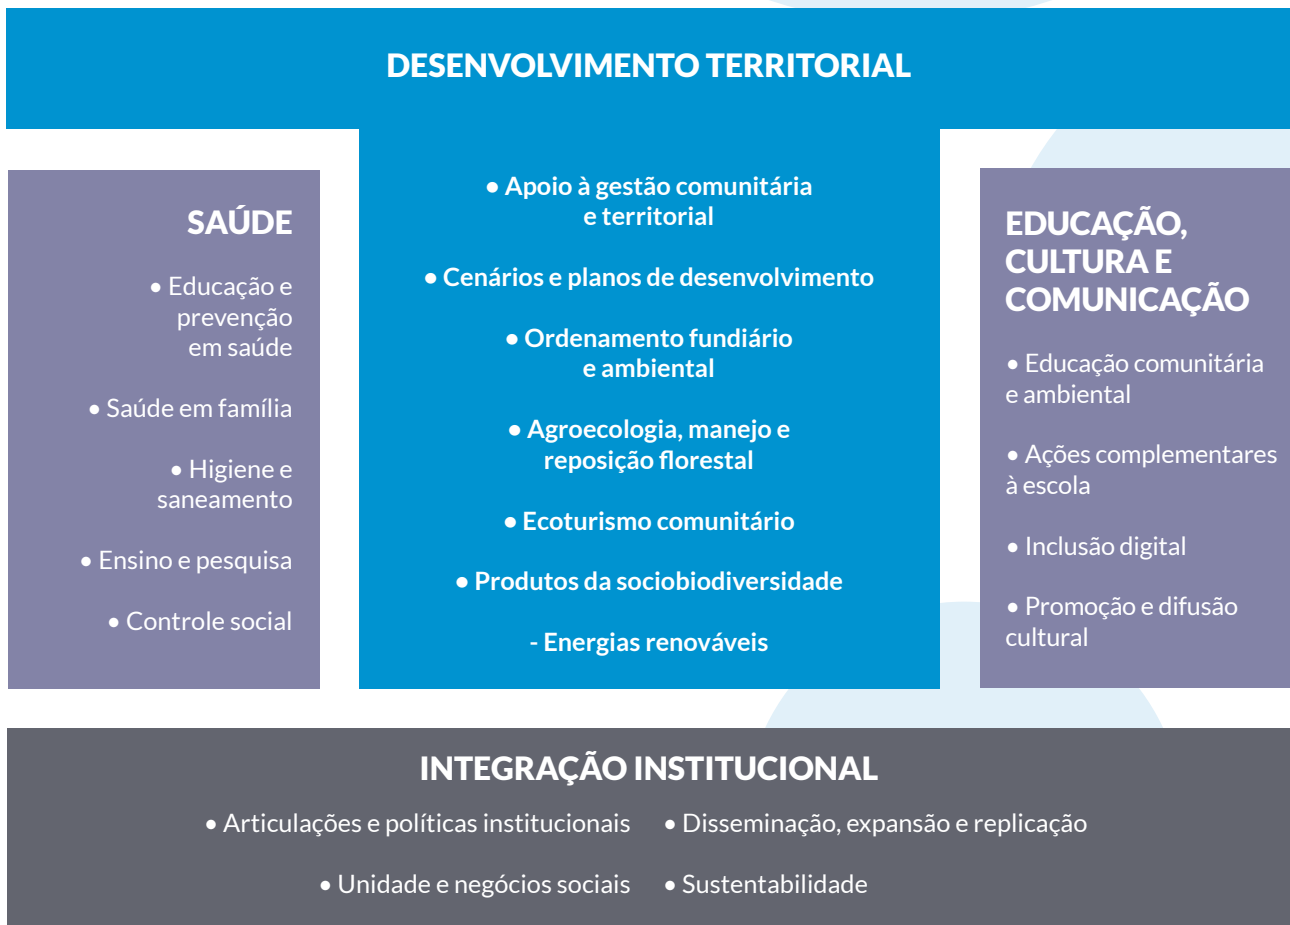 DESENVOLVIMENTO TERRITORIAL
SAÚDE
• Educação e
prevenção
em saúde
• Saúde em família
• Higiene e
saneamento
• Ensino e pesquisa
• Controle social
• Apoio à gestão comunitária
e territorial
• Cenários e planos de desenvolvimento
• Ordenamento fundiário
e ambiental
• Agroecologia, manejo e
reposição florestal
• Ecoturismo comunitário
• Produtos da sociobiodiversidade
- Energias renováveis
EDUCAÇÃO,
CULTURA E
COMUNICAÇÃO
• Educação comunitária
e ambiental
• Ações complementares
à escola
• Inclusão digital
• Promoção e difusão
cultural
INTEGRAÇÃO INSTITUCIONAL
• Articulações e políticas institucionais
• Disseminação, expansão e replicação
• Unidade e negócios sociais
• Sustentabilidade